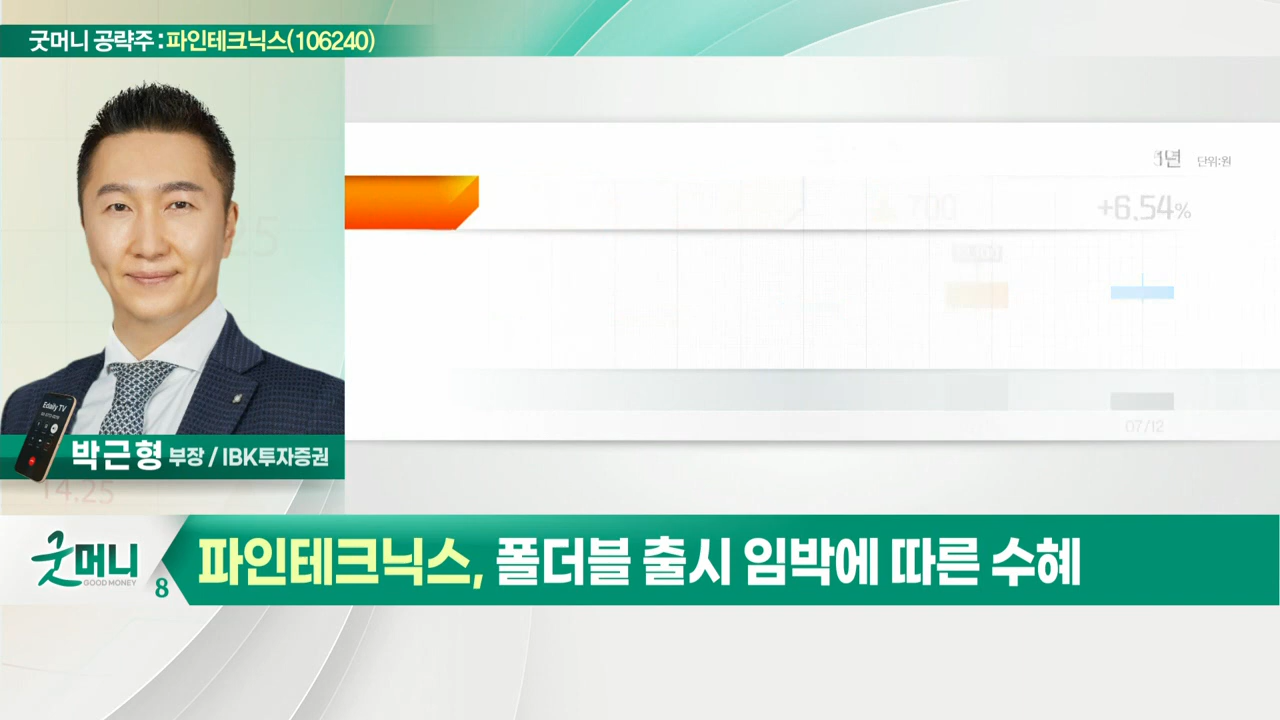 굿머니 공략주 : 파인테크닉스(106240)
1년 단위:원
700 +6.54%
25
07/12
Edaily TV
박근형 부장 / IBK투자증권
14.25
굿머니
GOOD MONEY
8
파인테크닉스, 폴더블 출시 임박에 따른 수혜